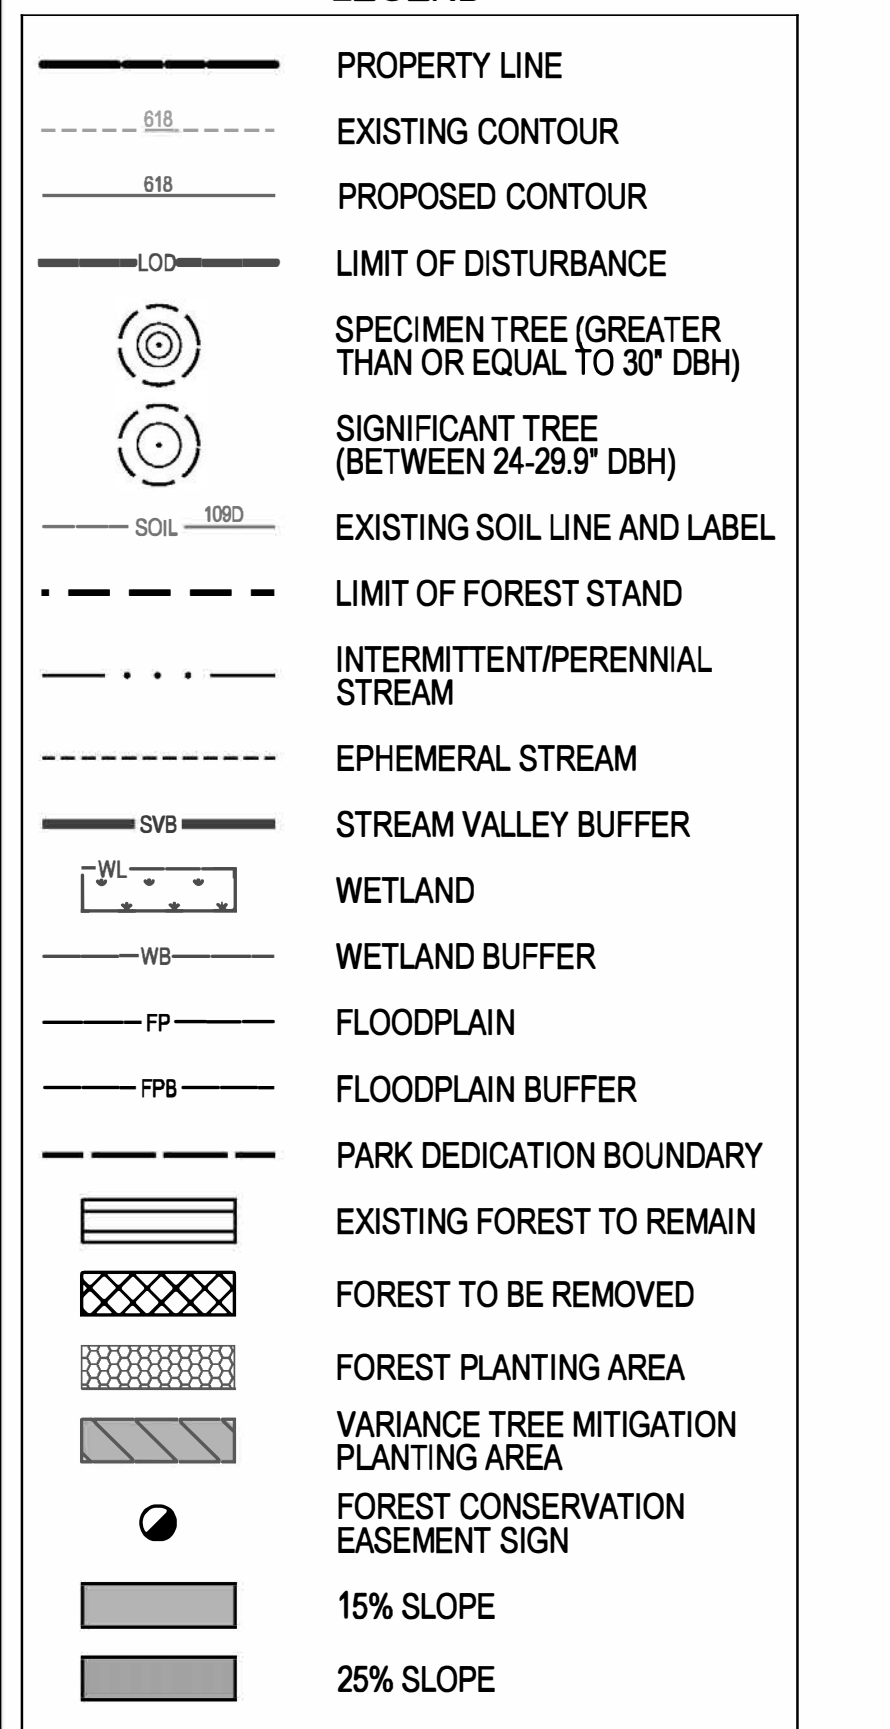 LEGEND
PROPERTY LINE
618
EXISTING CONTOUR
618
PROPOSED CONTOUR
LOD
LIMIT OF DISTURBANCE
SPECIMEN TREE (GREATER
THAN OR EQUAL TO 30" DBH)
SIGNIFICANT TREE
(BETWEEN 24-29.9" DBH)
SOIL 109D
EXISTING SOIL LINE AND LABEL
LIMIT OF FOREST STAND
INTERMITTENT/PERENNIAL
STREAM
EPHEMERAL STREAM
SVB
STREAM VALLEY BUFFER
WL
WETLAND
WB
WETLAND BUFFER
FP
FLOODPLAIN
FPB
FLOODPLAIN BUFFER
PARK DEDICATION BOUNDARY
EXISTING FOREST TO REMAIN
FOREST TO BE REMOVED
FOREST PLANTING AREA
VARIANCE TREE MITIGATION
PLANTING AREA
FOREST CONSERVATION
EASEMENT SIGN
15% SLOPE
25% SLOPE